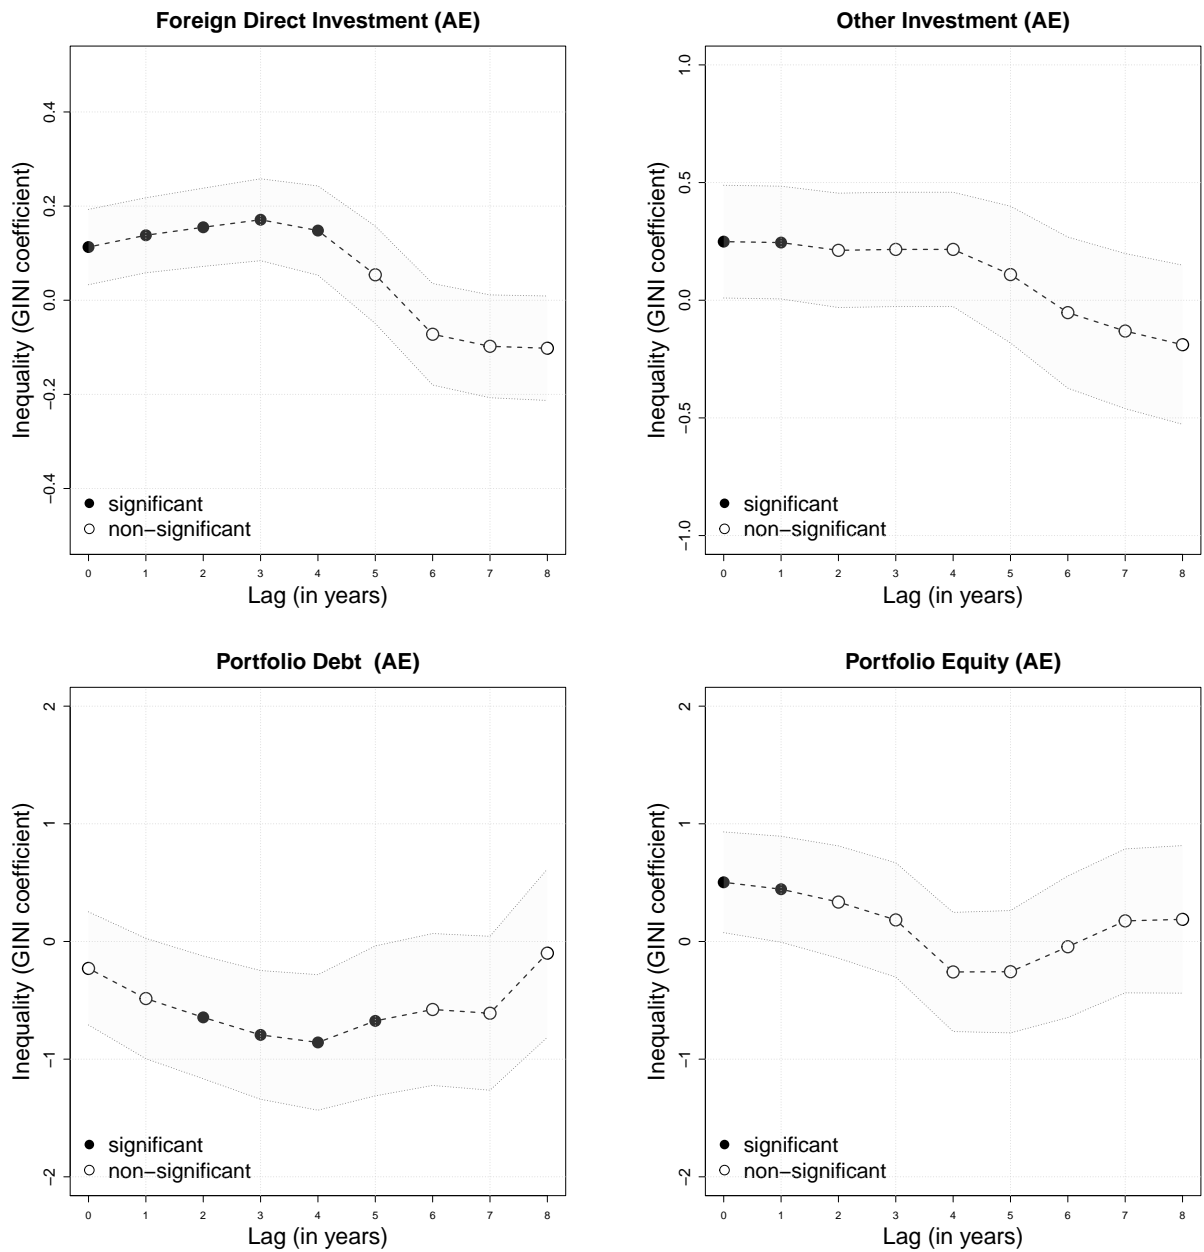 Foreign Direct Investment (AE)
Inequality (GINI coefficient)
0.4
0.2
0.0
−0.2
−0.4
significant
non−significant
0 1 2 3 4 5 6 7 8
Lag (in years)
Other Investment (AE)
Inequality (GINI coefficient)
1.0
0.5
0.0
−0.5
−1.0
significant
non−significant
0 1 2 3 4 5 6 7 8
Lag (in years)
Portfolio Debt (AE)
Inequality (GINI coefficient)
2
1
0
−1
−2
significant
non−significant
0 1 2 3 4 5 6 7 8
Lag (in years)
Portfolio Equity (AE)
Inequality (GINI coefficient)
2
1
0
−1
−2
significant
non−significant
0 1 2 3 4 5 6 7 8
Lag (in years)